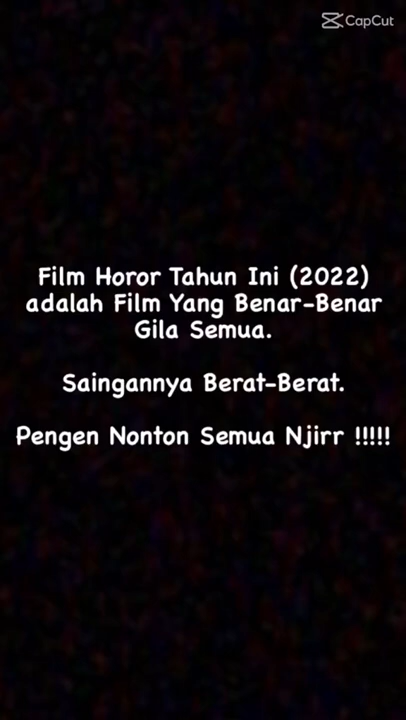 CapCut
Film Horor Tahun Ini (2022)
adalah Film Yang Benar-Benar
Gila Semua.
Saingannya Berat-Berat.
Pengen Nonton Semua Njirr !!!!!